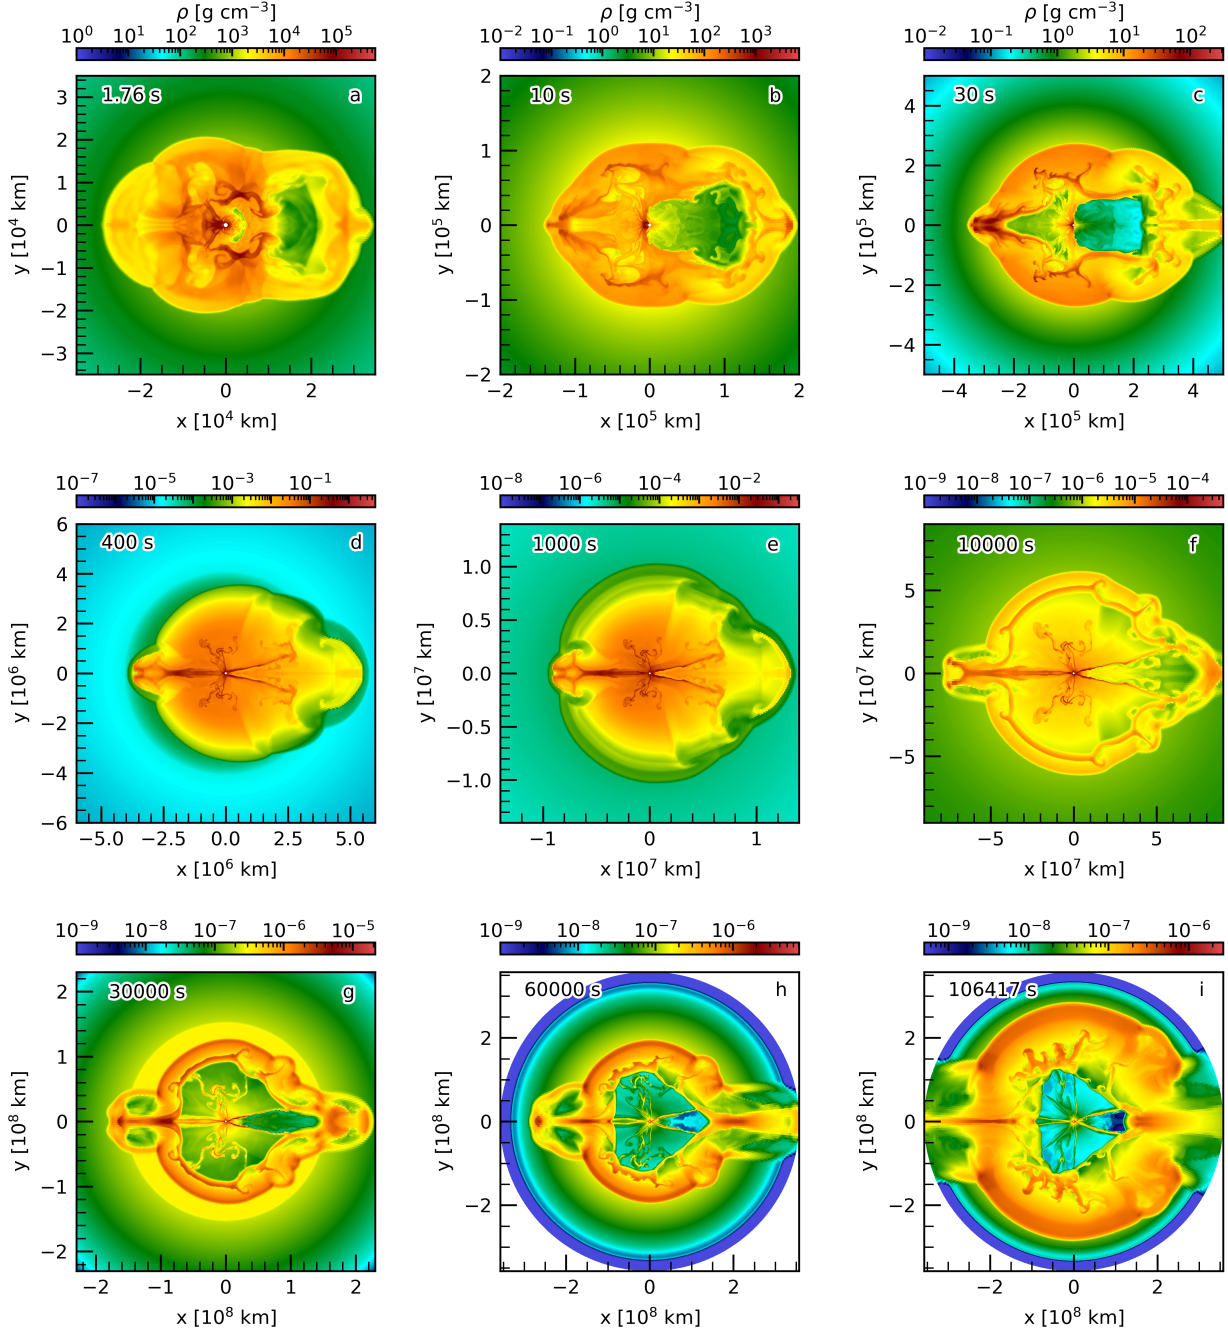 ρ [g cm⁻³] ρ [g cm⁻³] ρ [g cm⁻³]
10⁰ 10¹ 10² 10³ 10⁴ 10⁵ 10⁻² 10⁻¹ 10⁰ 10¹ 10² 10³ 10⁻² 10⁻¹ 10⁰ 10¹ 10²
1.76 s a
3
2
1
0
−1
−2
−3
y [10⁴ km]
−2 0 2
x [10⁴ km]
10 s b
2
1
0
−1
−2
y [10⁵ km]
−2 −1 0 1 2
x [10⁵ km]
30 s c
4
2
0
−2
−4
y [10⁵ km]
−4 −2 0 2 4
x [10⁵ km]
10⁻⁷ 10⁻⁵ 10⁻³ 10⁻¹ 10⁻⁸ 10⁻⁶ 10⁻⁴ 10⁻² 10⁻⁹ 10⁻⁸ 10⁻⁷ 10⁻⁶ 10⁻⁵ 10⁻⁴
400 s d
6
4
2
0
−2
−4
−6
y [10⁶ km]
−5.0 −2.5 0.0 2.5 5.0
x [10⁶ km]
1000 s e
1.0
0.5
0.0
−0.5
−1.0
y [10⁷ km]
−1 0 1
x [10⁷ km]
10000 s f
5
0
−5
y [10⁷ km]
−5 0 5
x [10⁷ km]
10⁻⁹ 10⁻⁸ 10⁻⁷ 10⁻⁶ 10⁻⁵ 10⁻⁹ 10⁻⁸ 10⁻⁷ 10⁻⁶ 10⁻⁹ 10⁻⁸ 10⁻⁷ 10⁻⁶
30000 s g
2
1
0
−1
−2
y [10⁸ km]
−2 −1 0 1 2
x [10⁸ km]
60000 s h
2
0
−2
y [10⁸ km]
−2 0 2
x [10⁸ km]
106417 s i
2
0
−2
y [10⁸ km]
−2 0 2
x [10⁸ km]